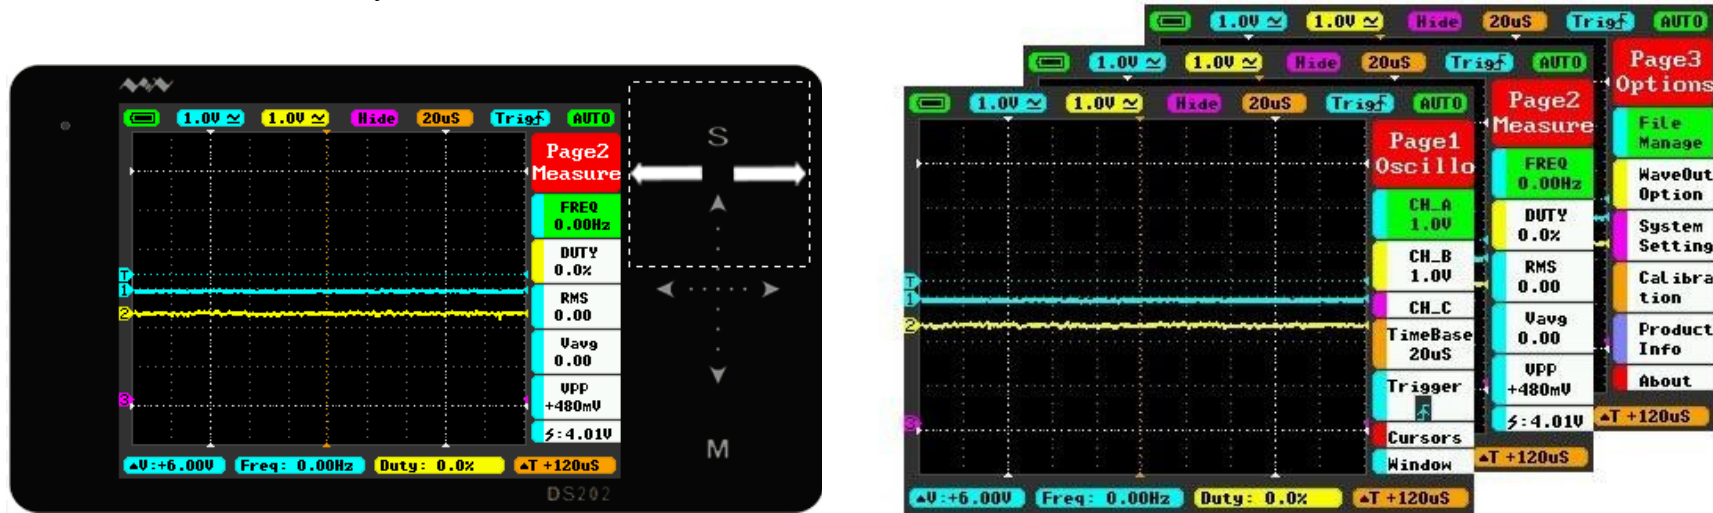 1.0V 1.0V Hide 20uS Trig AUTO
Page2
Measure
FREQ
0.00Hz
DUTY
0.0%
RMS
0.00
Vavg
0.00
VPP
+480mV
:4.01V
T
1
2
3
▲V:+6.00V Freq: 0.00Hz Duty: 0.0% ▲T +120uS
DS202
S
M
1.0V 1.0V Hide 20uS Trig AUTO
Page1
Oscillo
CH_A
1.0V
CH_B
1.0V
CH_C
TimeBase
20uS
Trigger
Cursors
Window
T
1
2
3
▲V:+6.00V Freq: 0.00Hz Duty: 0.0% ▲T +120uS
1.0V 1.0V Hide 20uS Trig AUTO
Page2
Measure
FREQ
0.00Hz
DUTY
0.0%
RMS
0.00
Vavg
0.00
VPP
+480mV
:4.01V
▲T +120uS
1.0V 1.0V Hide 20uS Trig AUTO
Page3
Options
File
Manage
WaveOut
Option
System
Setting
Calibra
tion
Product
Info
About
▲T +120uS